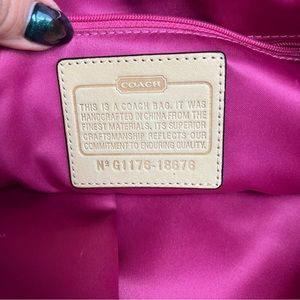 COACH
THIS IS A COACH BAG. IT WAS
HANDCRAFTED IN CHINA FROM THE
FINEST MATERIALS. ITS SUPERIOR
CRAFTSMANSHIP REFLECTS OUR
COMMITMENT TO ENDURING QUALITY.
Nº G1176-18676